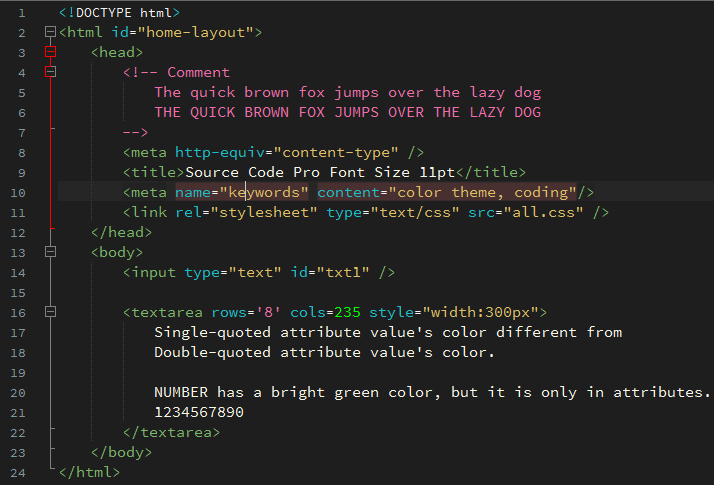 1 <!DOCTYPE html>
2 <html id="home-layout">
3 <head>
4 <!-- Comment
5 The quick brown fox jumps over the lazy dog
6 THE QUICK BROWN FOX JUMPS OVER THE LAZY DOG
7 -->
8 <meta http-equiv="content-type" />
9 <title>Source Code Pro Font Size 11pt</title>
10 <meta name="keywords" content="color theme, coding"/>
11 <link rel="stylesheet" type="text/css" src="all.css" />
12 </head>
13 <body>
14 <input type="text" id="txt1" />
15
16 <textarea rows='8' cols=235 style="width:300px">
17 Single-quoted attribute value's color different from
18 Double-quoted attribute value's color.
19
20 NUMBER has a bright green color, but it is only in attributes.
21 1234567890
22 </textarea>
23 </body>
24 </html>